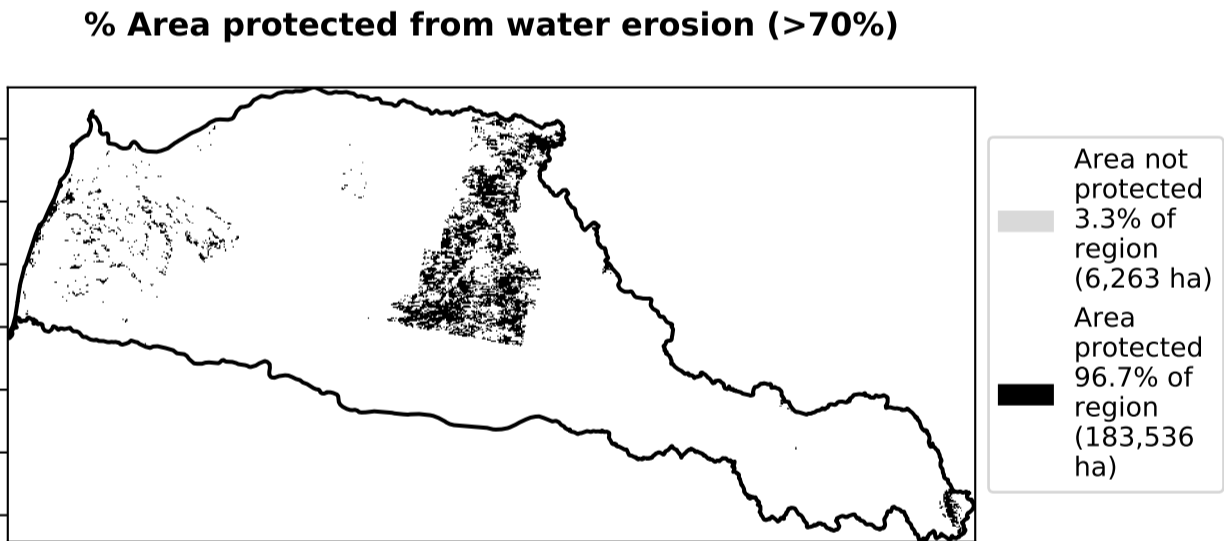 % Area protected from water erosion (>70%)
Area not
protected
3.3% of
region
(6,263 ha)
Area
protected
96.7% of
region
(183,536
ha)